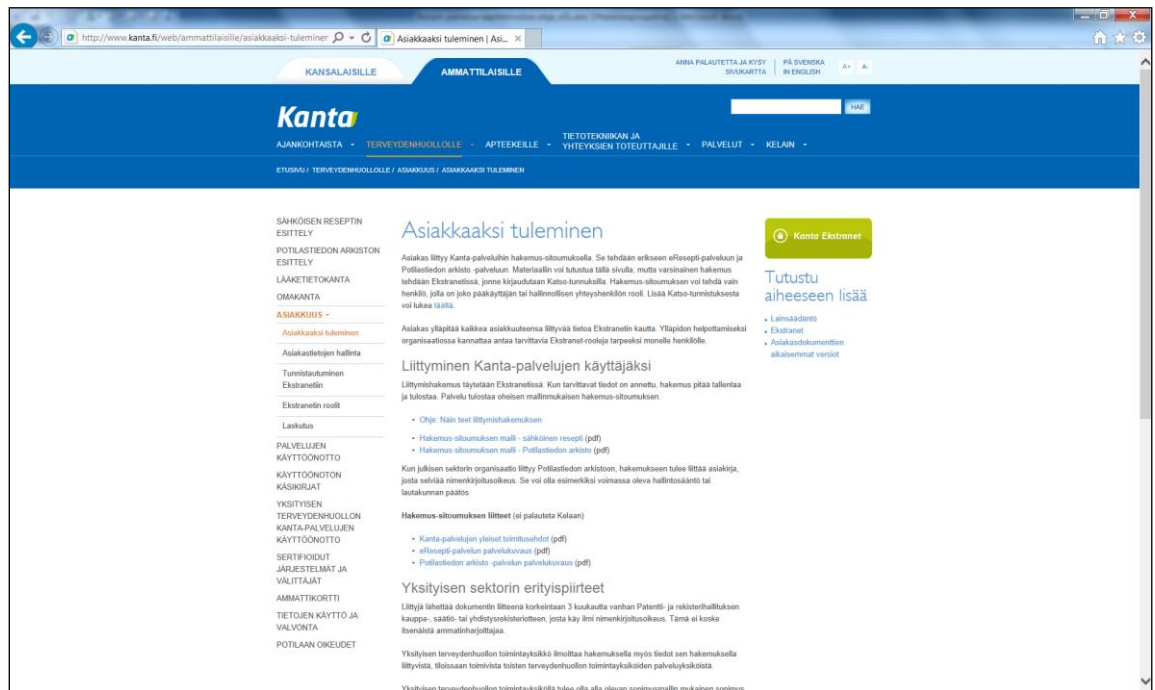 http://www.kanta.fi/web/ammattilaisille/asiakkaaksi-tuleminer
Asiakkaaksi tuleminen | Asi...
KANSALAISILLE
AMMATTILAISILLE
ANNA PALAUTETTA JA KYSY
SIVUKARTTA
PÅ SVENSKA
IN ENGLISH
A+ A-
HAE
Kanta
AJANKOHTAISTA
TERVEYDENHUOLLOLLE
APTEEKEILLE
TIETOTEKNIIKAN JA
YHTEYKSIEN TOTEUTTAJILLE
PALVELUT
KELAIN
ETUSIVU / TERVEYDENHUOLLOLLE / ASIAKKUUS / ASIAKKAAKSI TULEMINEN
SÄHKÖISEN RESEPTIN
ESITTELY
POTILASTIEDON ARKISTON
ESITTELY
LÄÄKETIETOKANTA
OMAKANTA
ASIAKKUUS -
Asiakkaaksi tuleminen
Asiakastietojen hallinta
Tunnistautuminen
Ekstranetiin
Ekstranetin roolit
Laskutus
PALVELUJEN
KÄYTTÖÖNOTTO
KÄYTTÖÖNOTON
KÄSIKIRJAT
YKSITYISEN
TERVEYDENHUOLLON
KANTA-PALVELUJEN
KÄYTTÖÖNOTTO
SERTIFIOIDUT
JÄRJESTELMÄT JA
VÄLITTÄJÄT
AMMATTIKORTTI
TIETOJEN KÄYTTÖ JA
VALVONTA
POTILAAN OIKEUDET
Asiakkaaksi tuleminen
Asiakas liittyy Kanta-palveluihin hakemus-sitoumuksella. Se tehdään erikseen eResepti-palveluun ja
Potilastiedon arkisto -palveluun. Materiaaliin voi tutustua tällä sivulla, mutta varsinainen hakemus
tehdään Ekstranetissä, jonne kirjaudutaan Katso-tunnuksilla. Hakemus-sitoumuksen voi tehdä vain
henkilö, jolla on joko pääkäyttäjän tai hallinnollisen yhteyshenkilön rooli. Lisää Katso-tunnistuksesta
voi lukea täältä.
Asiakas ylläpitää kaikkea asiakkuuteensa liittyvää tietoa Ekstranetin kautta. Ylläpidon helpottamiseksi
organisaatiossa kannattaa antaa tarvittavia Ekstranet-rooleja tarpeeksi monelle henkilölle.
Liittyminen Kanta-palvelujen käyttäjäksi
Liittymishakemus täytetään Ekstranetissä. Kun tarvittavat tiedot on annettu, hakemus pitää tallentaa
ja tulostaa. Palvelu tulostaa oheisen mallinmukaisen hakemus-sitoumuksen.
• Ohje: Näin teet liittymishakemuksen
• Hakemus-sitoumuksen malli - sähköinen resepti (pdf)
• Hakemus-sitoumuksen malli - Potilastiedon arkisto (pdf)
Kun julkisen sektorin organisaatio liittyy Potilastiedon arkistoon, hakemukseen tulee liittää asiakirja,
josta selviää nimenkirjoitusoikeus. Se voi olla esimerkiksi voimassa oleva hallintosääntö tai
lautakunnan päätös.
Hakemus-sitoumuksen liitteet (ei palauteta Kelaan)
• Kanta-palvelujen yleiset toimitusehdot (pdf)
• eResepti-palvelun palvelukuvaus (pdf)
• Potilastiedon arkisto -palvelun palvelukuvaus (pdf)
Yksityisen sektorin erityispiirteet
Liittyjä lähettää dokumentin liitteenä korkeintaan 3 kuukautta vanhan Patentti- ja rekisterihallituksen
kauppa-, säätiö- tai yhdistysrekisteriotteen, josta käy ilmi nimenkirjoitusoikeus. Tämä ei koske
itsenäistä ammatinharjoittajaa.
Yksityisen terveydenhuollon toimintayksikkö ilmoittaa hakemuksella myös tiedot sen hakemuksella
liittyvistä, tiloissaan toimivista toisten terveydenhuollon toimintayksiköiden palveluyksiköistä.
Yksityisen terveydenhuollon toimintayksiköllä tulee olla alla olevan sopimusmallin mukainen sopimus
Kanta Ekstranet
Tutustu
aiheeseen lisää
• Lainsäädäntö
• Ekstranet
• Asiakasdokumenttien
aikaisemmat versiot